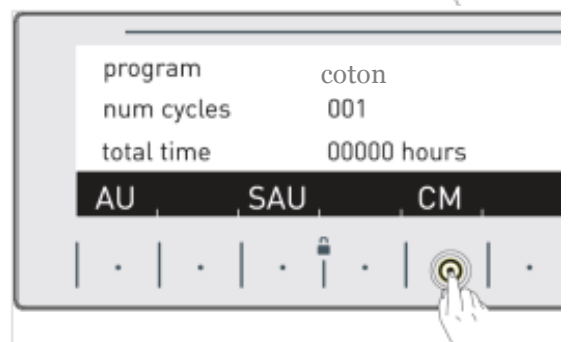 program coton
num cycles 001
total time 00000 hours
AU SAU CM